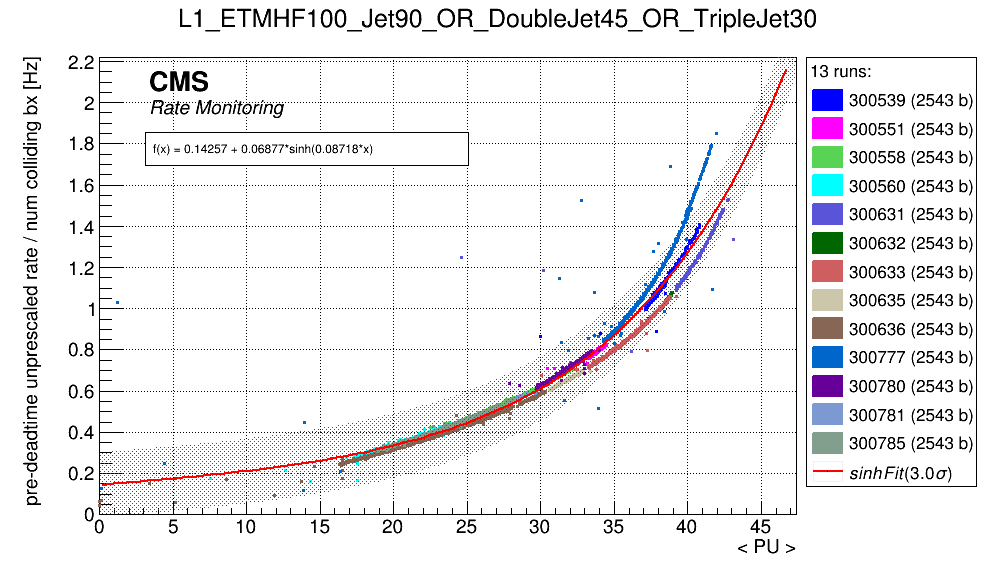 L1_ETMHF100_Jet90_OR_DoubleJet45_OR_TripleJet30
pre-deadtime unprescaled rate / num colliding bx [Hz]
CMS
Rate Monitoring
f(x) = 0.14257 + 0.06877*sinh(0.08718*x)
2.2
2
1.8
1.6
1.4
1.2
1
0.8
0.6
0.4
0.2
0
0 5 10 15 20 25 30 35 40 45
< PU >
13 runs:
300539 (2543 b)
300551 (2543 b)
300558 (2543 b)
300560 (2543 b)
300631 (2543 b)
300632 (2543 b)
300633 (2543 b)
300635 (2543 b)
300636 (2543 b)
300777 (2543 b)
300780 (2543 b)
300781 (2543 b)
300785 (2543 b)
sinhFit(3.0σ)